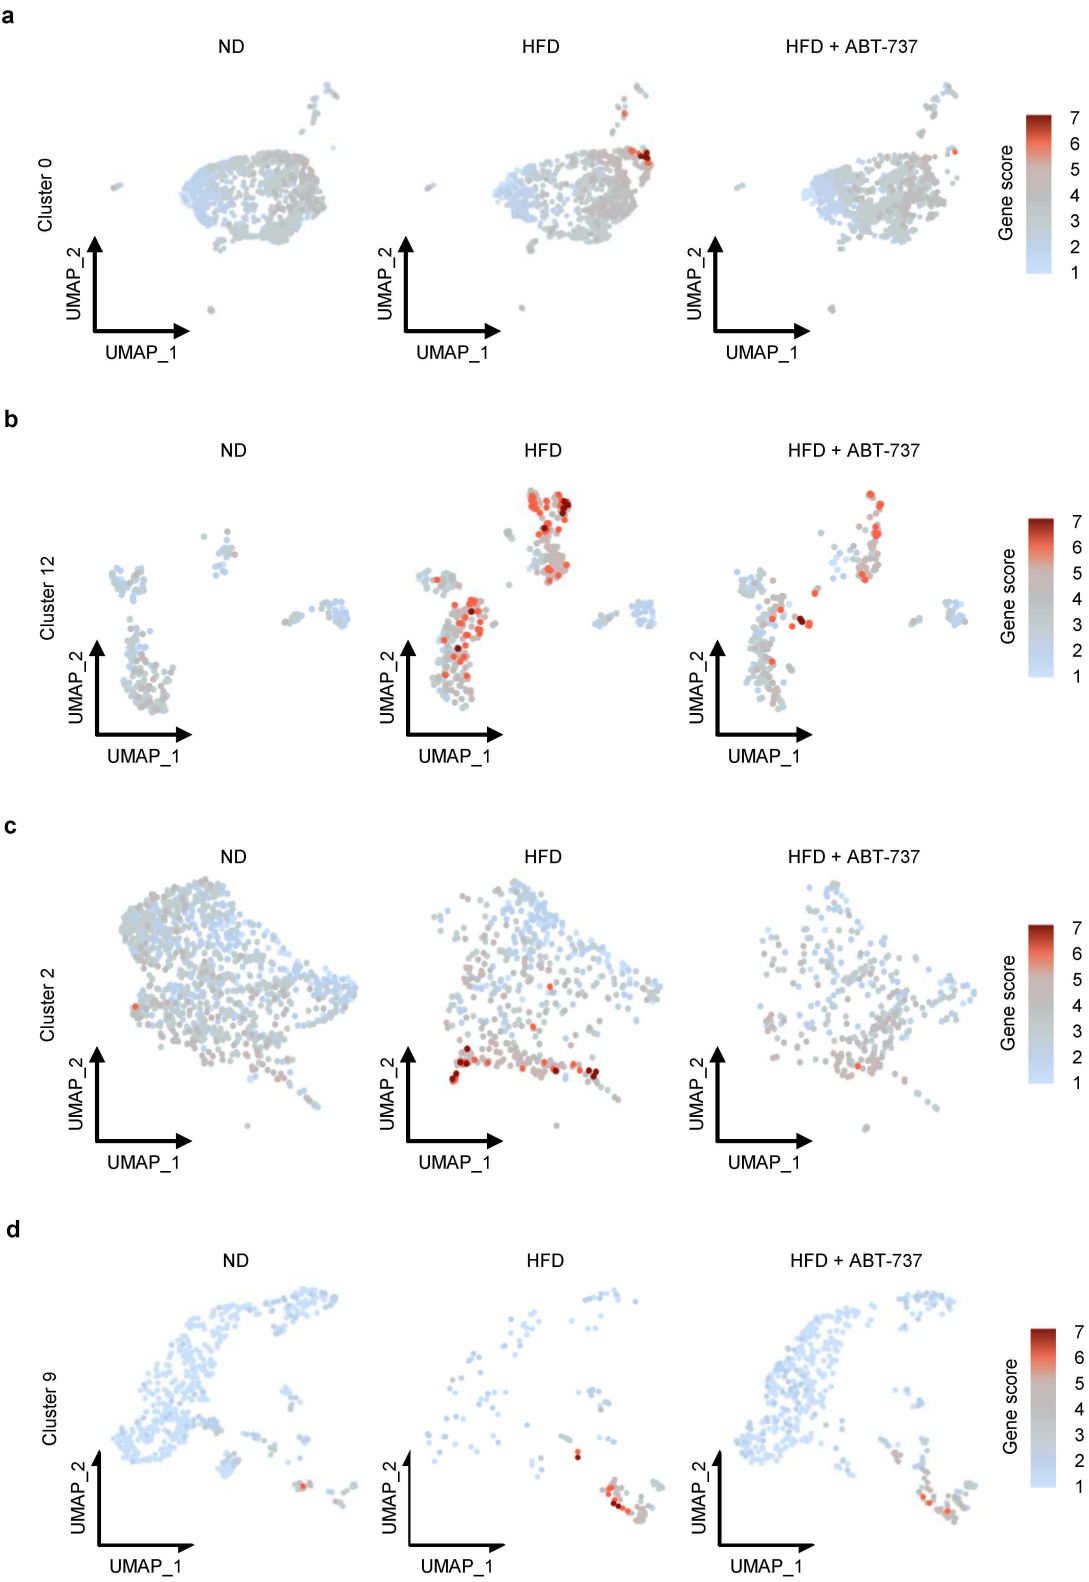 a
ND HFD HFD + ABT-737
Cluster 0
UMAP_2 UMAP_2 UMAP_2
UMAP_1 UMAP_1 UMAP_1
Gene score
7
6
5
4
3
2
1
b
ND HFD HFD + ABT-737
Cluster 12
UMAP_2 UMAP_2 UMAP_2
UMAP_1 UMAP_1 UMAP_1
Gene score
7
6
5
4
3
2
1
c
ND HFD HFD + ABT-737
Cluster 2
UMAP_2 UMAP_2 UMAP_2
UMAP_1 UMAP_1 UMAP_1
Gene score
7
6
5
4
3
2
1
d
ND HFD HFD + ABT-737
Cluster 9
UMAP_2 UMAP_2 UMAP_2
UMAP_1 UMAP_1 UMAP_1
Gene score
7
6
5
4
3
2
1